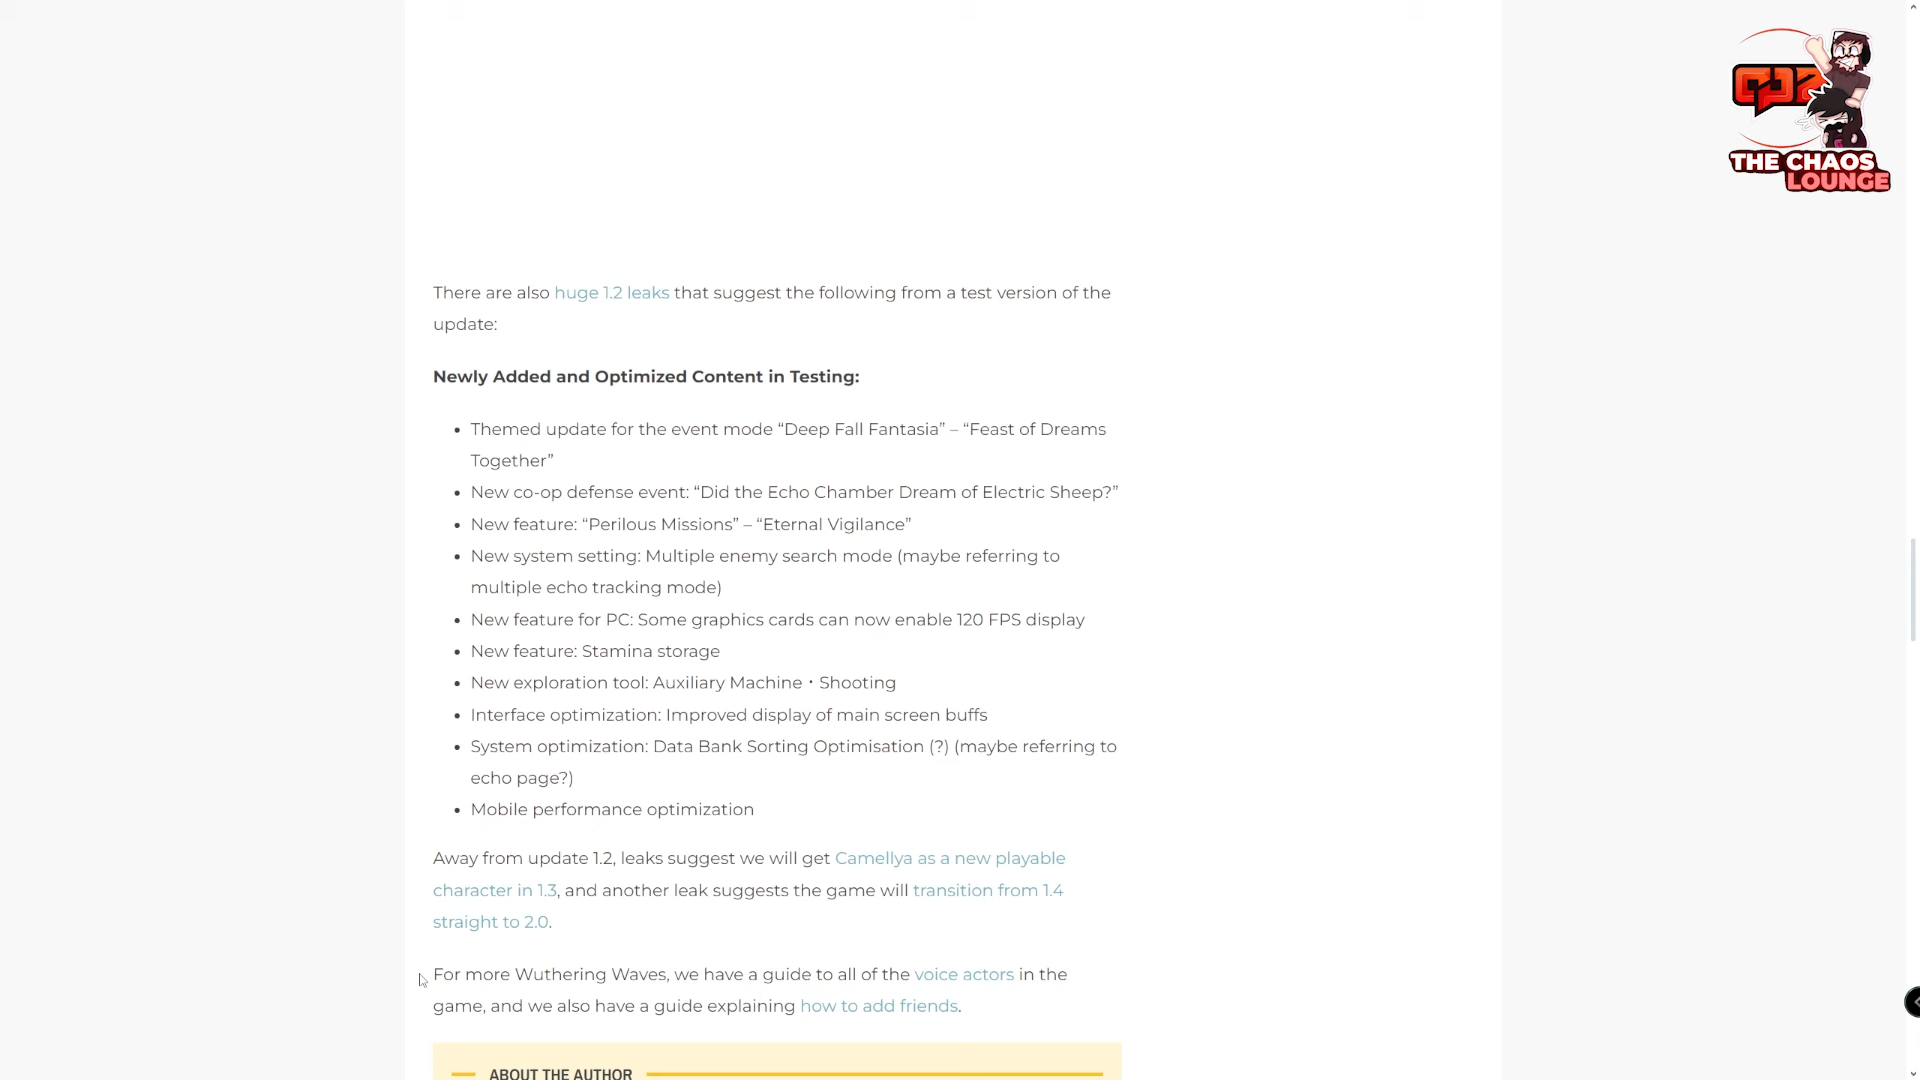 THE CHAOS
LOUNGE
There are also huge 1.2 leaks that suggest the following from a test version of the
update:
Newly Added and Optimized Content in Testing:
• Themed update for the event mode “Deep Fall Fantasia” – “Feast of Dreams
Together”
• New co-op defense event: “Did the Echo Chamber Dream of Electric Sheep?”
• New feature: “Perilous Missions” – “Eternal Vigilance”
• New system setting: Multiple enemy search mode (maybe referring to
multiple echo tracking mode)
• New feature for PC: Some graphics cards can now enable 120 FPS display
• New feature: Stamina storage
• New exploration tool: Auxiliary Machine・Shooting
• Interface optimization: Improved display of main screen buffs
• System optimization: Data Bank Sorting Optimisation (?) (maybe referring to
echo page?)
• Mobile performance optimization
Away from update 1.2, leaks suggest we will get Camellya as a new playable
character in 1.3, and another leak suggests the game will transition from 1.4
straight to 2.0.
For more Wuthering Waves, we have a guide to all of the voice actors in the
game, and we also have a guide explaining how to add friends.
ABOUT THE AUTHOR